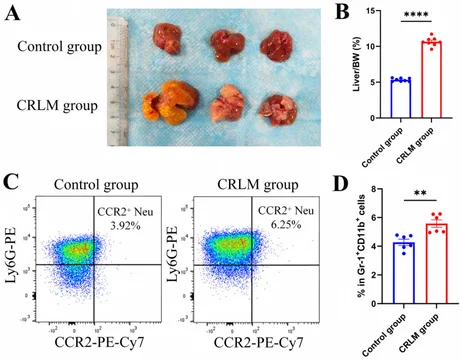 A
Control group
CRLM group
B
Liver/BW (%)
15
10
5
0
****
Control group
CRLM group
C
Control group
CRLM group
CCR2+ Neu
3.92%
CCR2+ Neu
6.25%
Ly6G-PE
Ly6G-PE
CCR2-PE-Cy7
CCR2-PE-Cy7
D
% in Gr-1+CD11b+ cells
8
6
4
2
0
**
Control group
CRLM group